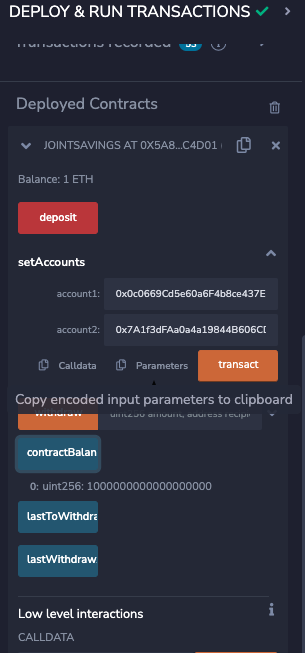 DEPLOY & RUN TRANSACTIONS
Transactions recorded 33 i
Deployed Contracts
JOINTSAVINGS AT 0X5A8...C4D01
Balance: 1 ETH
deposit
setAccounts
account1: 0x0c0669Cd5e60a6F4b8ce437E
account2: 0x7A1f3dFAa0a4a19844B606CD
Calldata Parameters transact
Copy encoded input parameters to clipboard
withdraw uint256 amount, address recipi
contractBalan
0: uint256: 1000000000000000000
lastToWithdra
lastWithdraw
Low level interactions i
CALLDATA